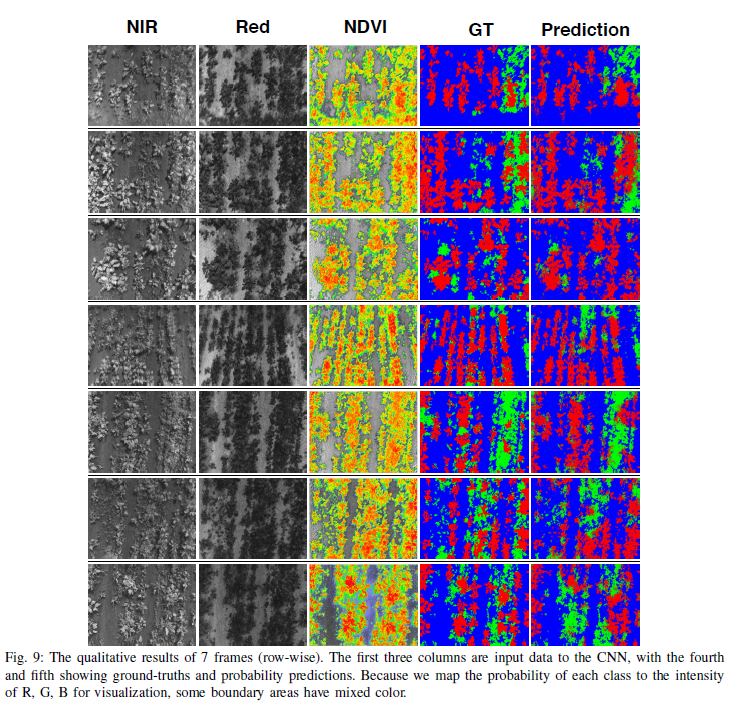 NIR Red NDVI GT Prediction
Fig. 9: The qualitative results of 7 frames (row-wise). The first three columns are input data to the CNN, with the fourth
and fifth showing ground-truths and probability predictions. Because we map the probability of each class to the intensity
of R, G, B for visualization, some boundary areas have mixed color.